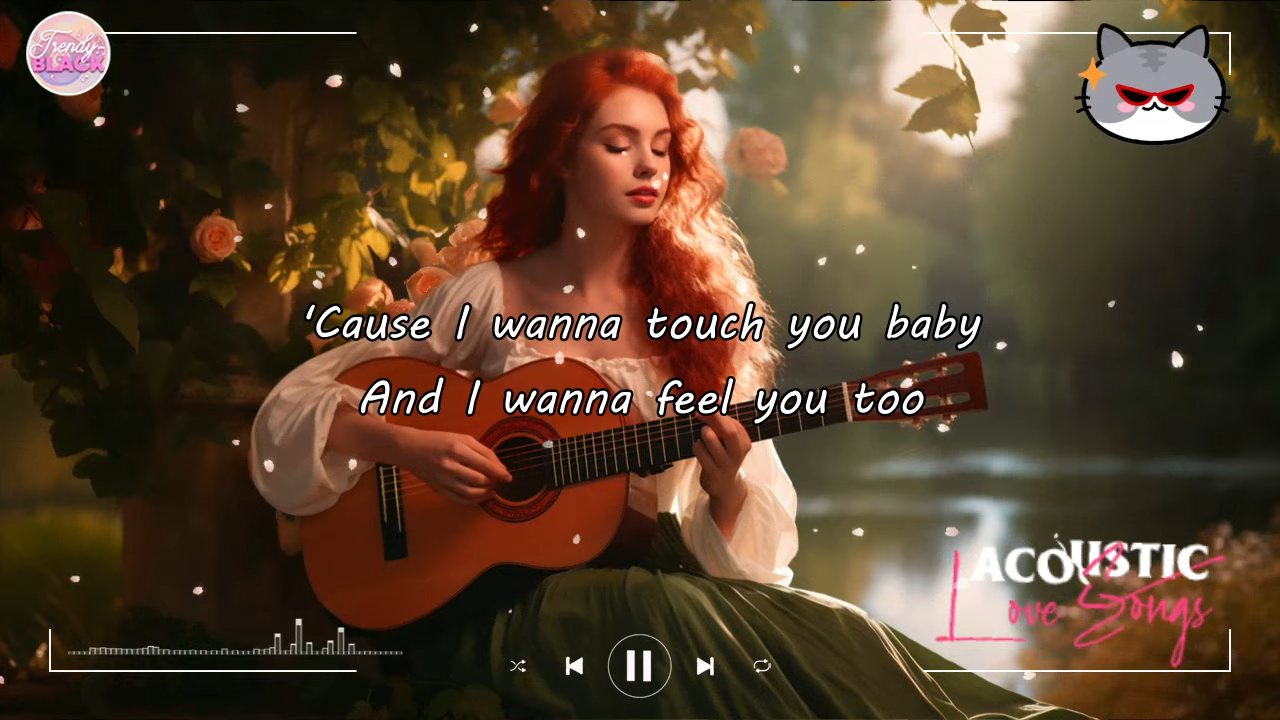 Trendy
BLACK
‘Cause I wanna touch you baby
And I wanna feel you too
ACOUSTIC
Love Songs